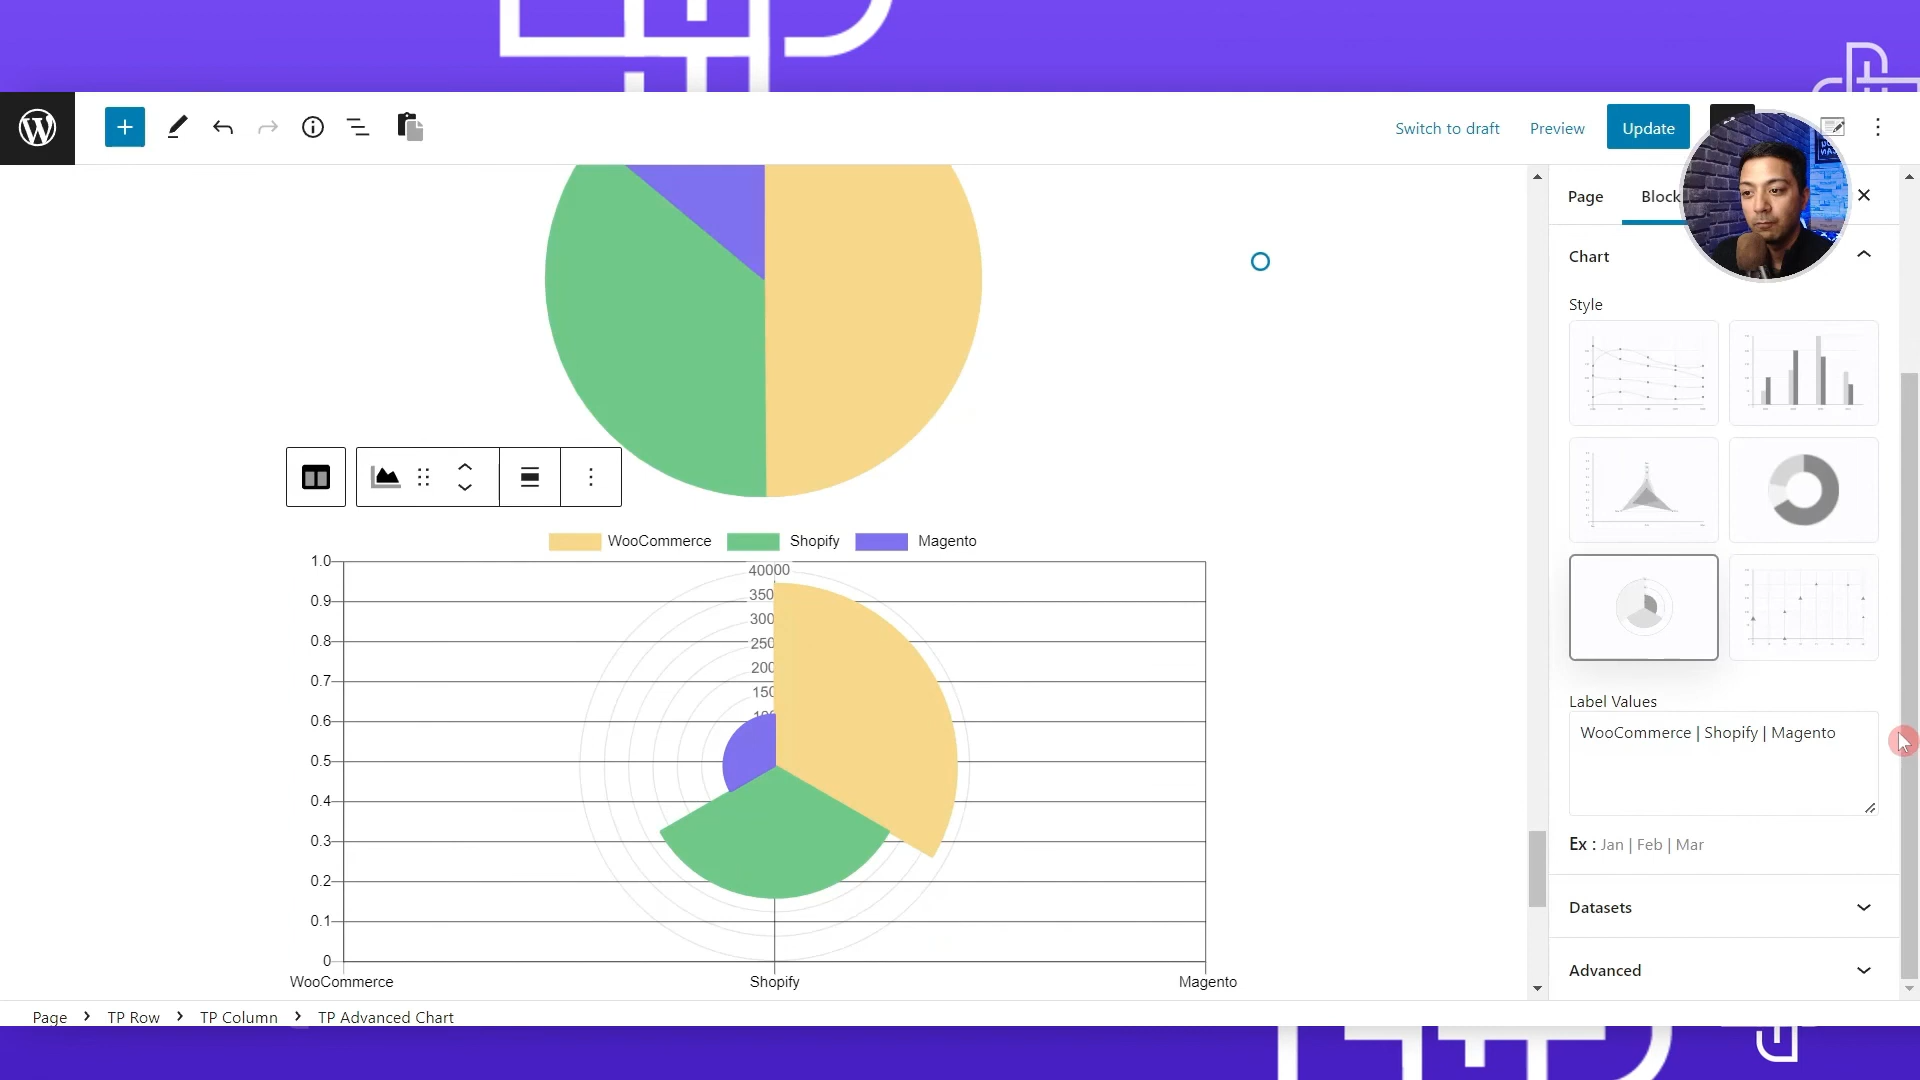 Switch to draft
Preview
Update
Page
Block
Chart
Style
Label Values
WooCommerce | Shopify | Magento
Ex : Jan | Feb | Mar
Datasets
Advanced
WooCommerce
Shopify
Magento
1.0
0.9
0.8
0.7
0.6
0.5
0.4
0.3
0.2
0.1
0
40000
350
300
250
200
150
WooCommerce
Shopify
Magento
Page > TP Row > TP Column > TP Advanced Chart